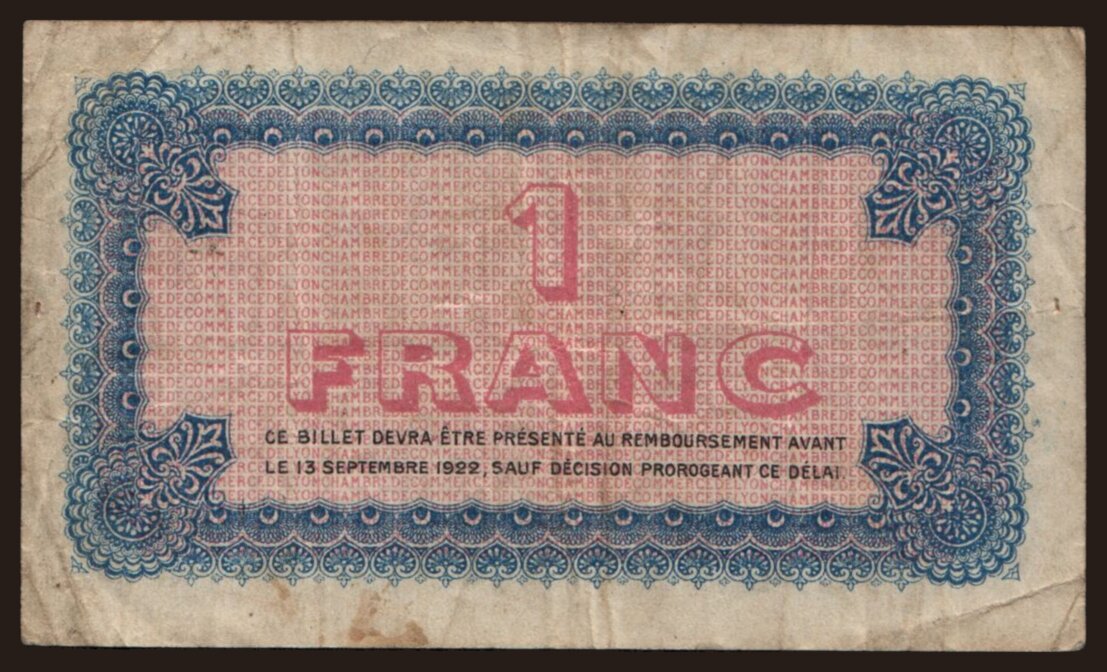 1
FRANC
CE BILLET DEVRA ÊTRE PRÉSENTÉ AU REMBOURSEMENT AVANT
LE 13 SEPTEMBRE 1922, SAUF DÉCISION PROROGEANT CE DÉLAI.